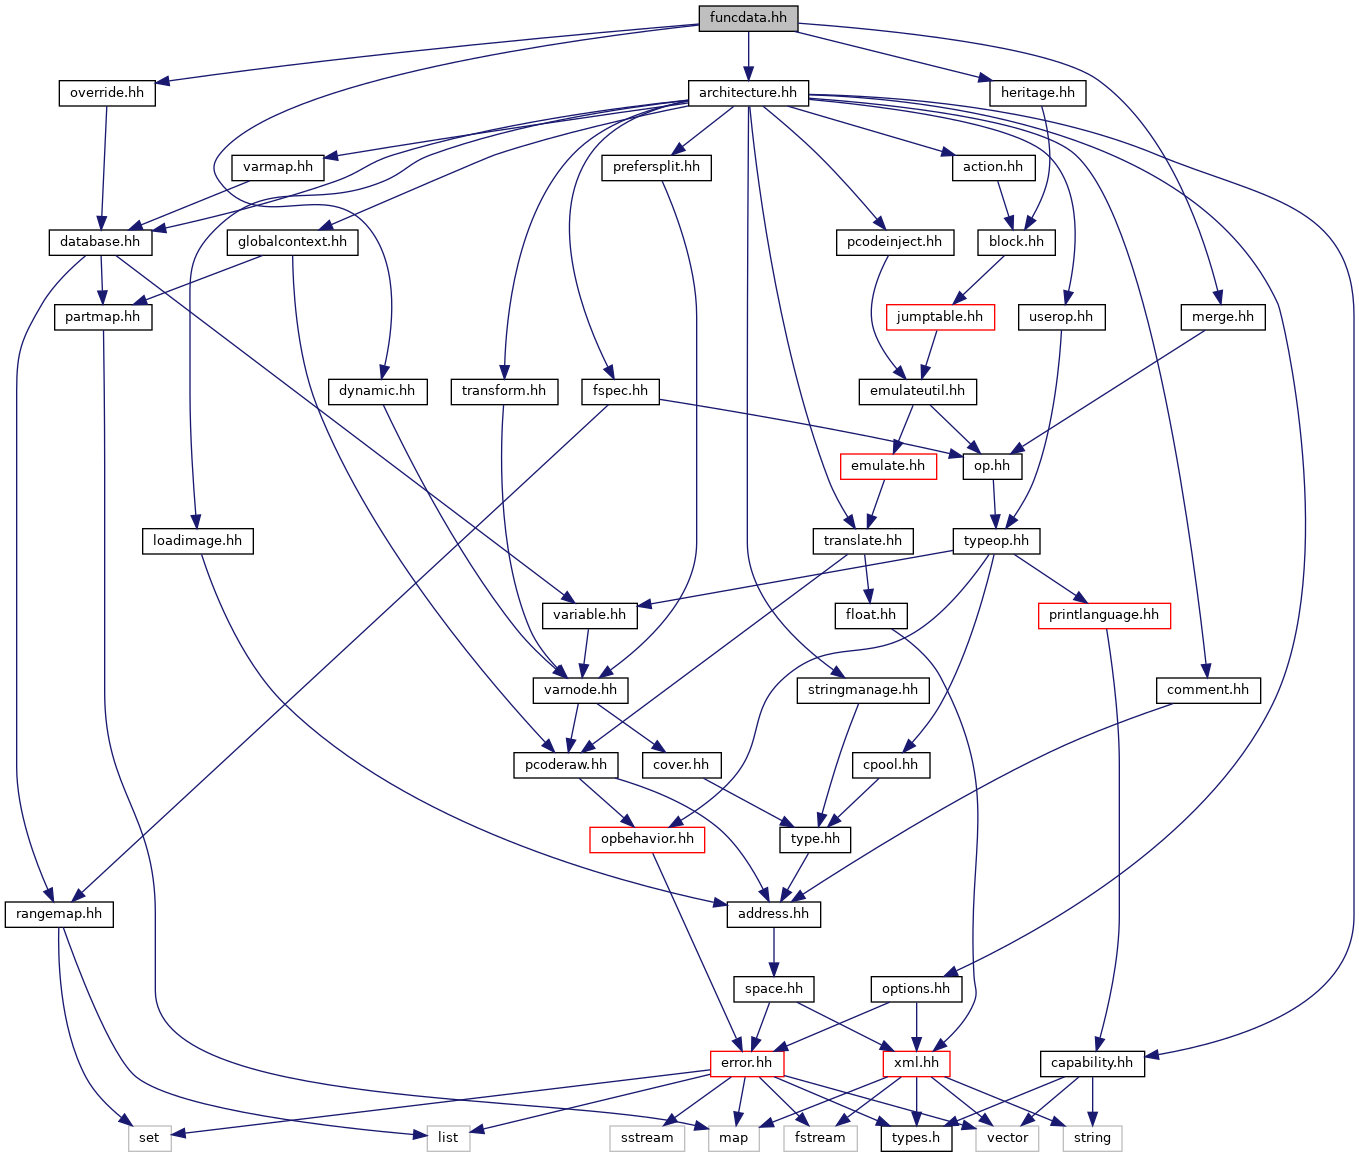 funcdata.hh
override.hh
architecture.hh
heritage.hh
varmap.hh
prefersplit.hh
action.hh
database.hh
globalcontext.hh
pcodeinject.hh
block.hh
partmap.hh
jumptable.hh
userop.hh
merge.hh
dynamic.hh
transform.hh
fspec.hh
emulateutil.hh
emulate.hh
op.hh
loadimage.hh
translate.hh
typeop.hh
variable.hh
float.hh
printlanguage.hh
varnode.hh
stringmanage.hh
comment.hh
pcoderaw.hh
cover.hh
cpool.hh
opbehavior.hh
type.hh
rangemap.hh
address.hh
space.hh
options.hh
error.hh
xml.hh
capability.hh
set
list
sstream
map
fstream
types.h
vector
string